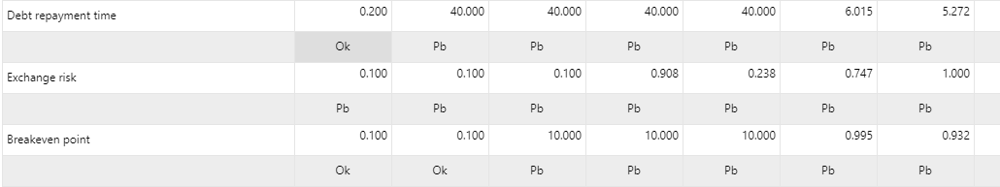 Debt repayment time 0.200 40.000 40.000 40.000 40.000 6.015 5.272
Ok Pb Pb Pb Pb Pb Pb
Exchange risk 0.100 0.100 0.100 0.908 0.238 0.747 1.000
Pb Pb Pb Pb Pb Pb Pb
Breakeven point 0.100 0.100 10.000 10.000 10.000 0.995 0.932
Ok Ok Pb Pb Pb Pb Pb